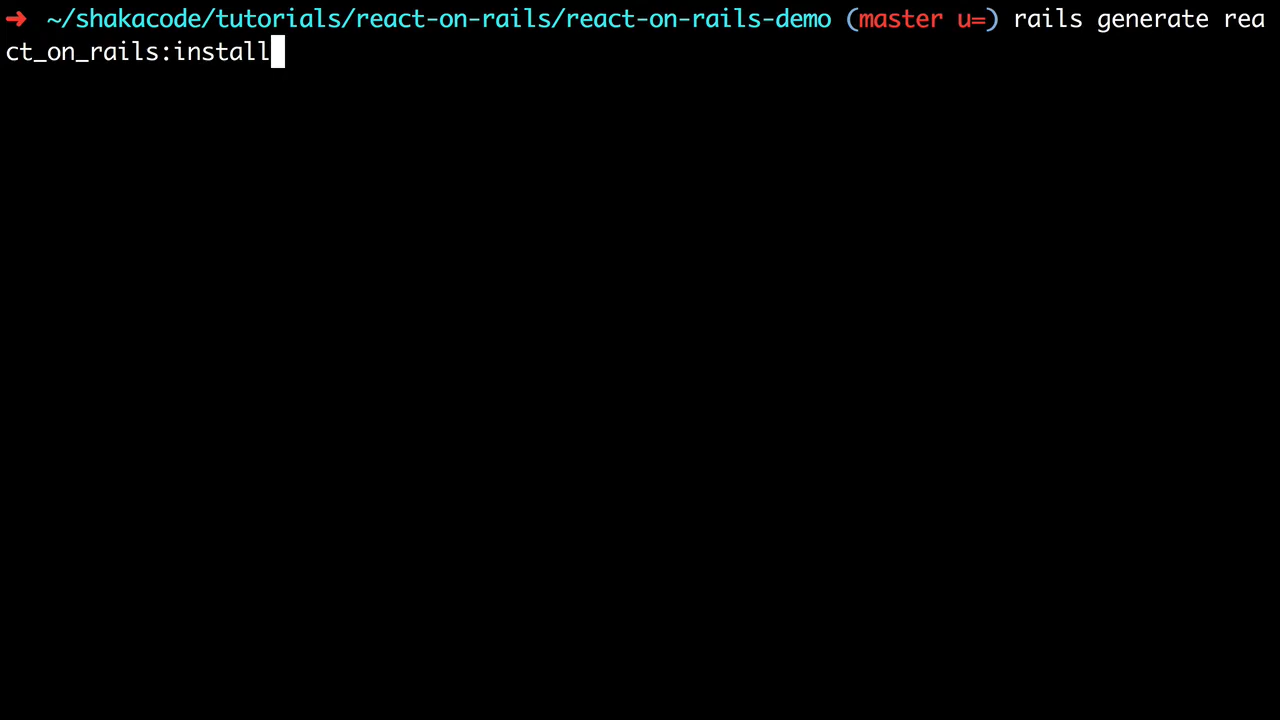 ➜  ~/shakacode/tutorials/react-on-rails/react-on-rails-demo (master u=) rails generate rea
ct_on_rails:install